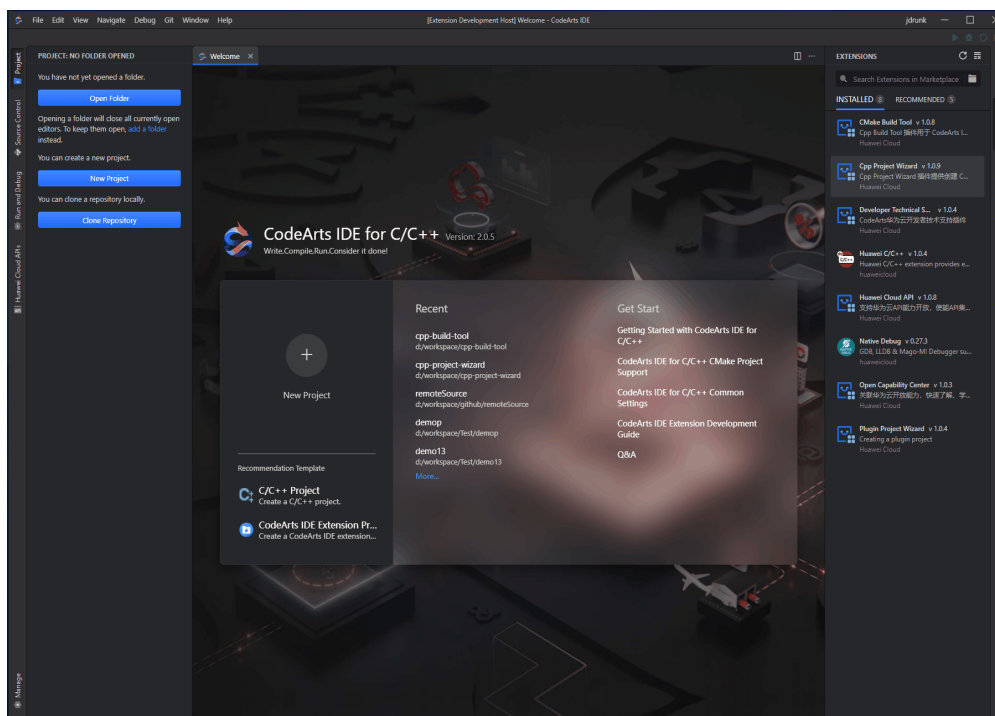 File Edit View Navigate Debug Git Window Help
[Extension Development Host] Welcome - CodeArts IDE
jdrunk
Project
Source Control
Run and Debug
Huawei Cloud APIs
Manage
PROJECT: NO FOLDER OPENED
You have not yet opened a folder.
Open Folder
Opening a folder will close all currently open
editors. To keep them open, add a folder
instead.
You can create a new project.
New Project
You can clone a repository locally.
Clone Repository
Welcome
CodeArts IDE for C/C++ Version: 2.0.5
Write.Compile.Run.Consider it done!
New Project
Recommendation Template
C/C++ Project
Create a C/C++ project.
CodeArts IDE Extension Pr...
Create a CodeArts IDE extension...
Recent
cpp-build-tool
d:/workspace/cpp-build-tool
cpp-project-wizard
d:/workspace/cpp-project-wizard
remoteSource
d:/workspace/github/remoteSource
demop
d:/workspace/Test/demop
demo13
d:/workspace/Test/demo13
More...
Get Start
Getting Started with CodeArts IDE for
C/C++
CodeArts IDE for C/C++ CMake Project
Support
CodeArts IDE for C/C++ Common
Settings
CodeArts IDE Extension Development
Guide
Q&A
EXTENSIONS
Search Extensions in Marketplace
INSTALLED 8 RECOMMENDED 5
CMake Build Tool v 1.0.8
Cpp Build Tool 插件用于 CodeArts I...
Huawei Cloud
Cpp Project Wizard v 1.0.9
Cpp Project Wizard 插件提供创建 C...
Huawei Cloud
Developer Technical S... v 1.0.4
CodeArts华为云开发者技术支持插件
Huawei Cloud
Huawei C/C++ v 1.0.4
Huawei C/C++ extension provides e...
huaweicloud
Huawei Cloud API v 1.0.8
支持华为云API能力开放，使能API集...
Huawei Cloud
Native Debug v 0.27.3
GDB, LLDB & Mago-MI Debugger su...
huaweicloud
Open Capability Center v 1.0.3
关联华为云开放能力，快速了解、学...
Huawei Cloud
Plugin Project Wizard v 1.0.4
Creating a plugin project
Huawei Cloud